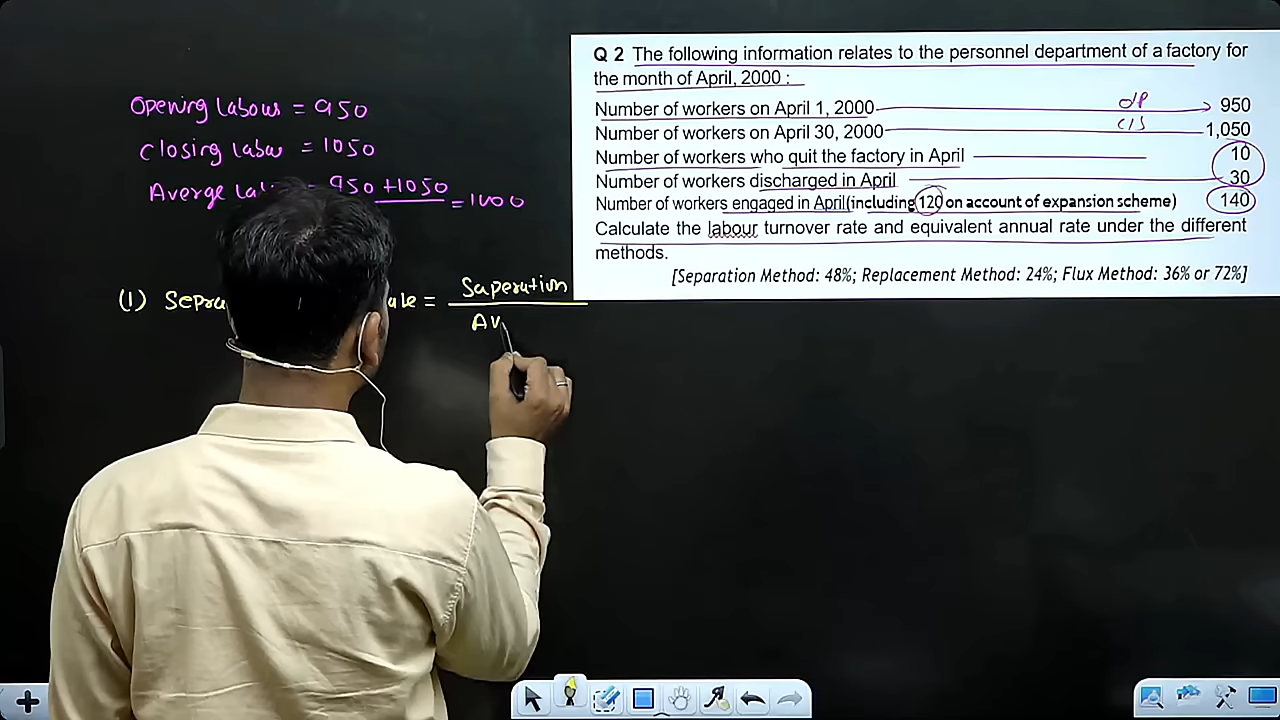 Opening labour = 950
closing labour = 1050
950 + 1050
= 1000
(1) = Saperation
AV
Q 2 The following information relates to the personnel department of a factory for
the month of April, 2000 :
Number of workers on April 1, 2000 OP 950
Number of workers on April 30, 2000 c/s 1,050
Number of workers who quit the factory in April 10
Number of workers discharged in April 30
Number of workers engaged in April(including 120 on account of expansion scheme) 140
Calculate the labour turnover rate and equivalent annual rate under the different
methods.
[Separation Method: 48%; Replacement Method: 24%; Flux Method: 36% or 72%]